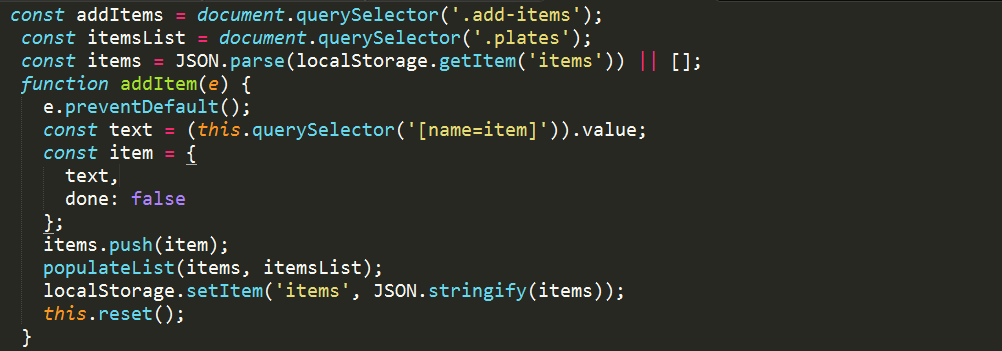 const addItems = document.querySelector('.add-items');
 const itemsList = document.querySelector('.plates');
 const items = JSON.parse(localStorage.getItem('items')) || [];
 function addItem(e) {
   e.preventDefault();
   const text = (this.querySelector('[name=item]')).value;
   const item = {
     text,
     done: false
   };
   items.push(item);
   populateList(items, itemsList);
   localStorage.setItem('items', JSON.stringify(items));
   this.reset();
 }